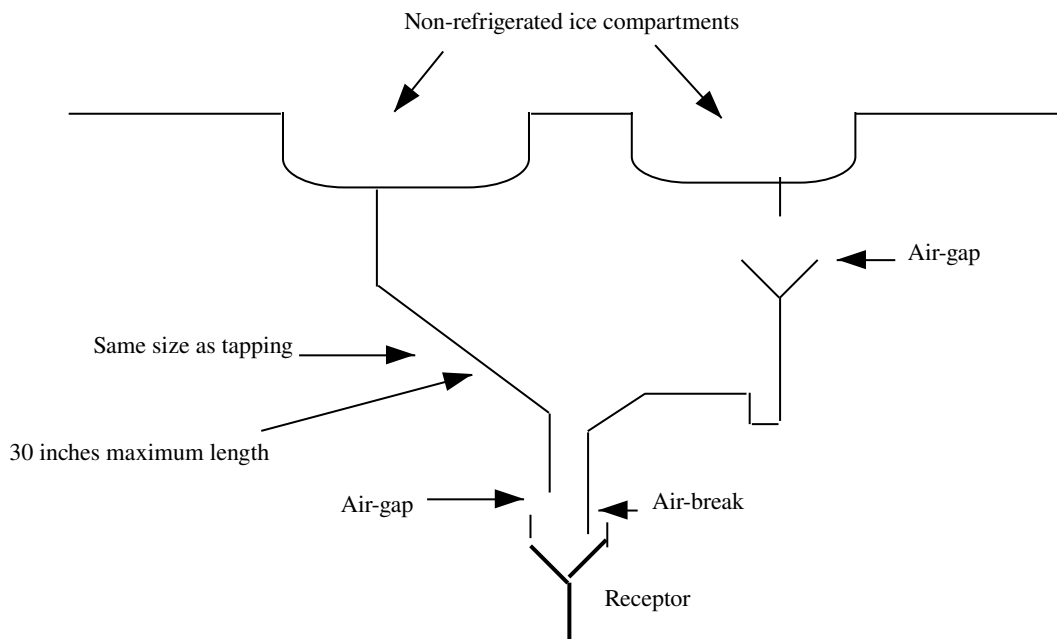 Non-refrigerated ice compartments
Air-gap
Same size as tapping
30 inches maximum length
Air-gap
Air-break
Receptor